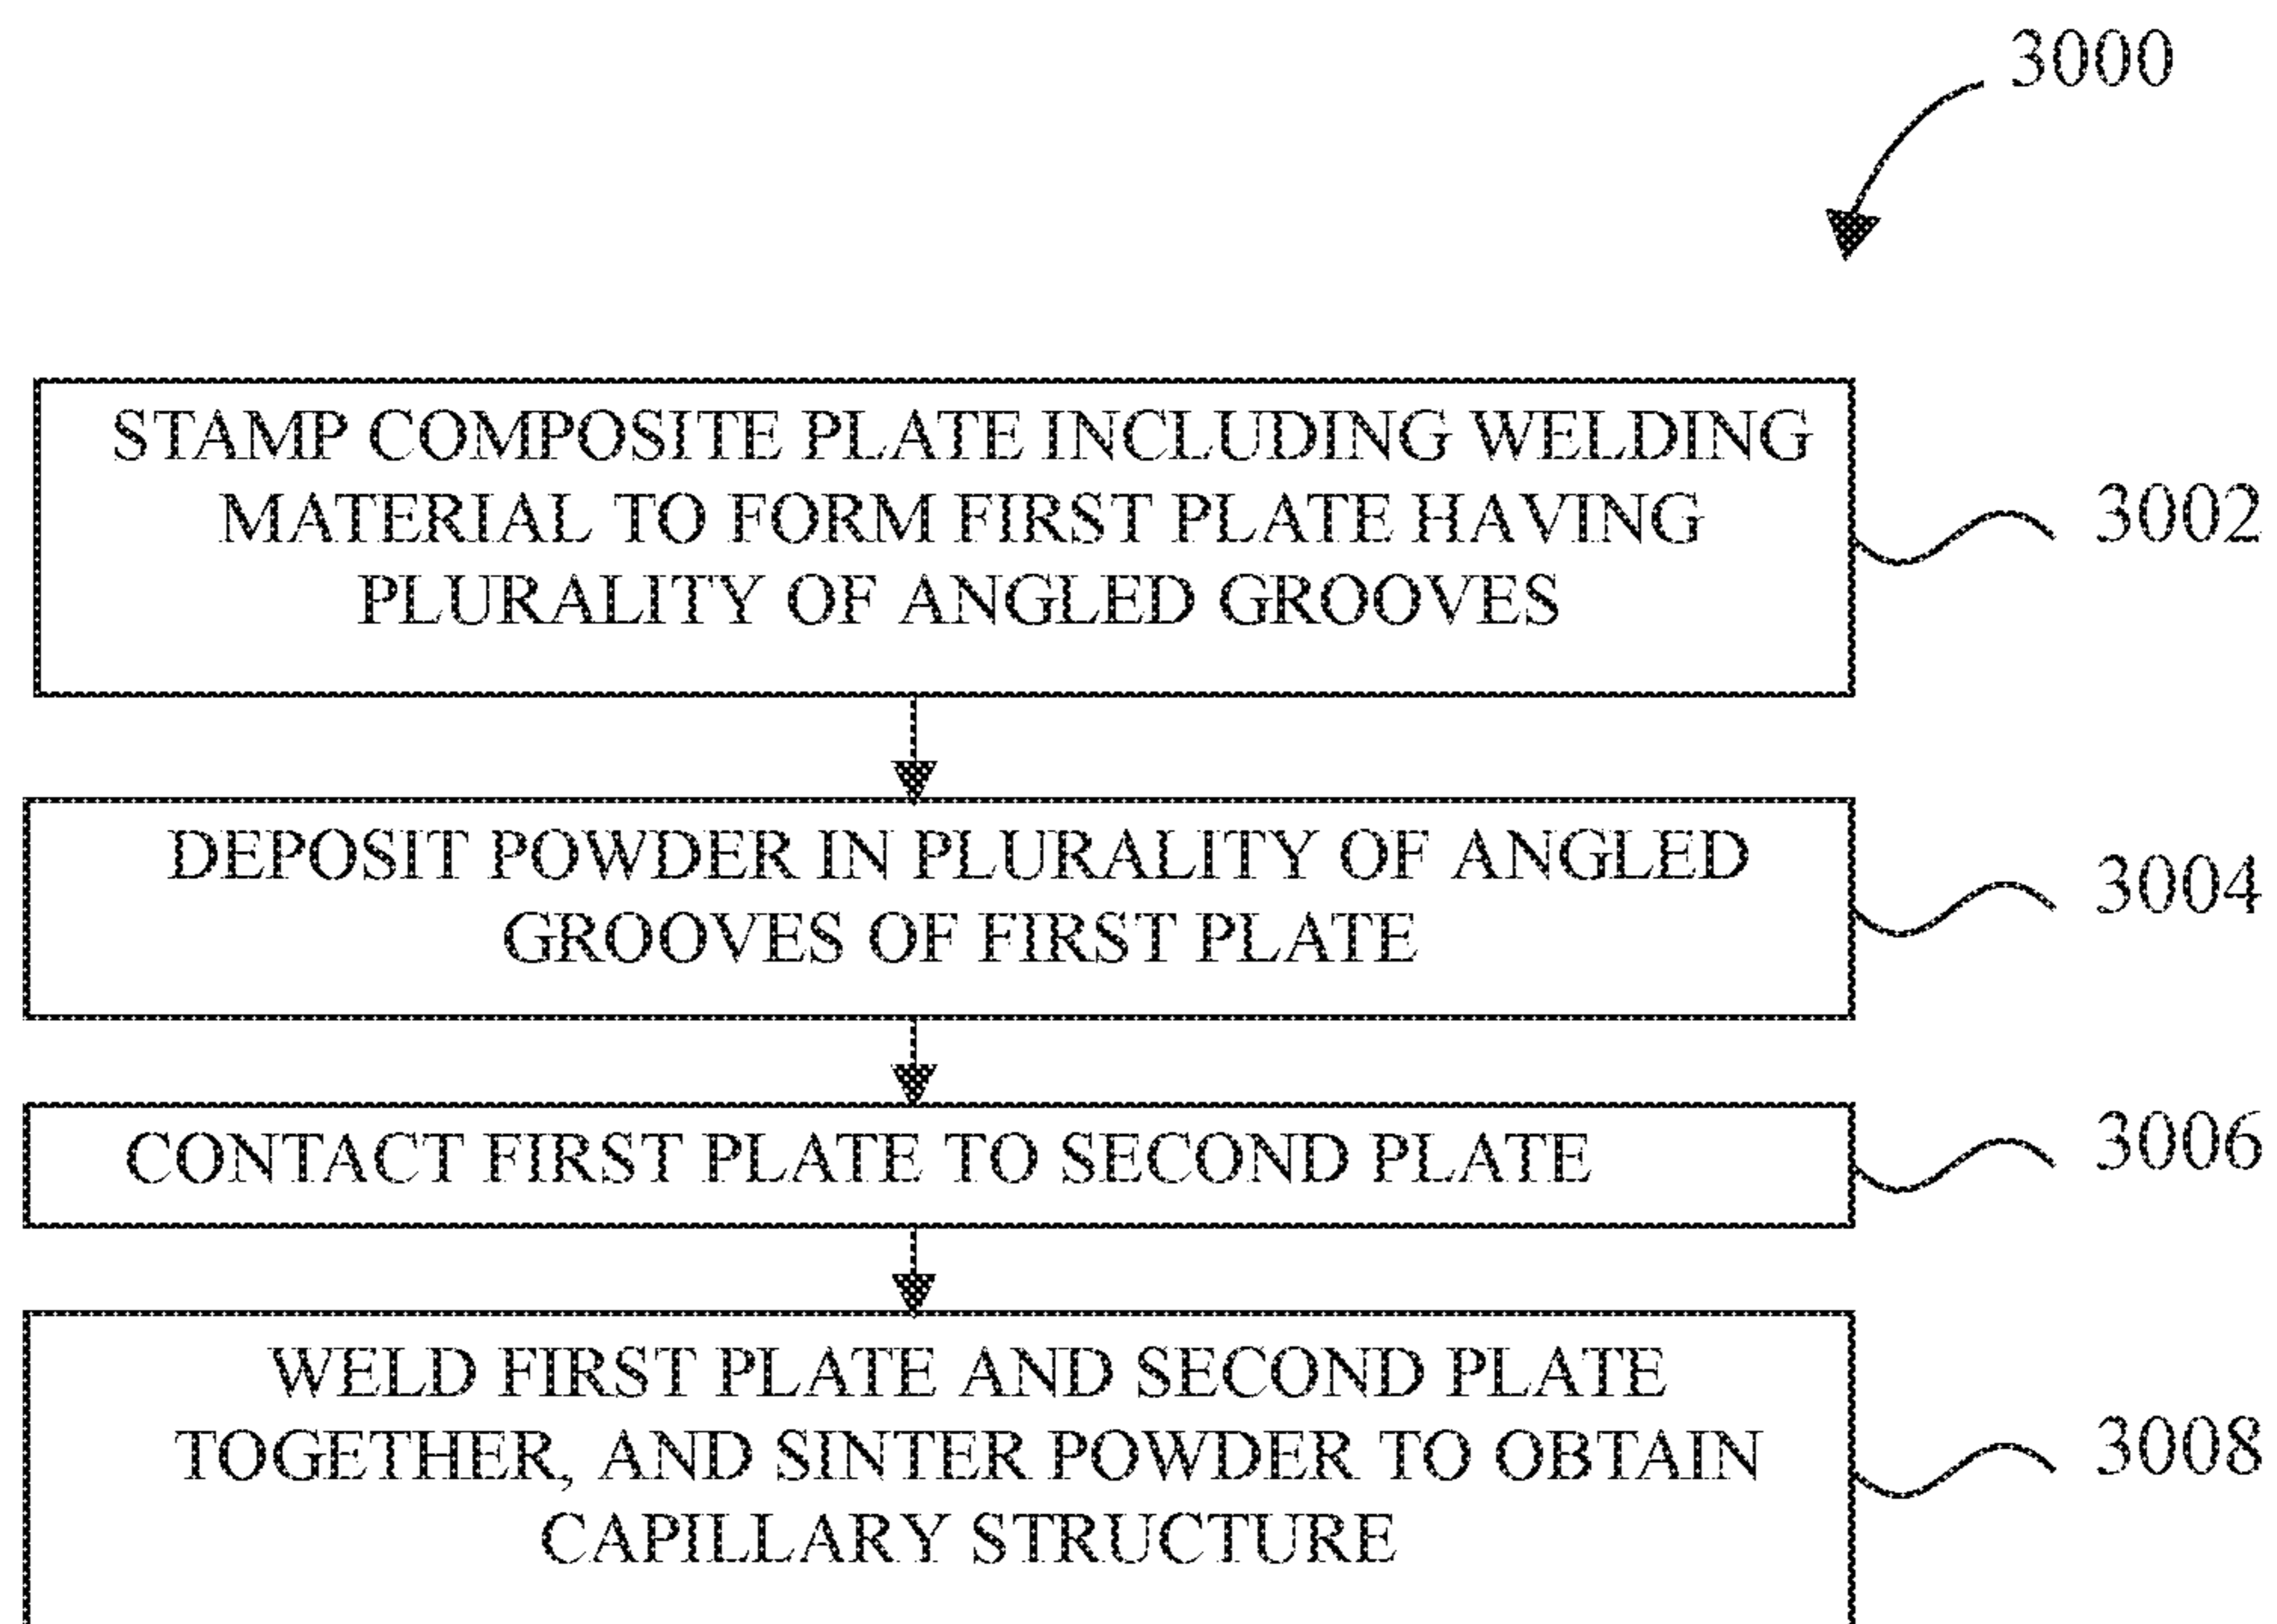 3000
STAMP COMPOSITE PLATE INCLUDING WELDING
MATERIAL TO FORM FIRST PLATE HAVING
PLURALITY OF ANGLED GROOVES
3002
DEPOSIT POWDER IN PLURALITY OF ANGLED
GROOVES OF FIRST PLATE
3004
CONTACT FIRST PLATE TO SECOND PLATE
3006
WELD FIRST PLATE AND SECOND PLATE
TOGETHER, AND SINTER POWDER TO OBTAIN
CAPILLARY STRUCTURE
3008